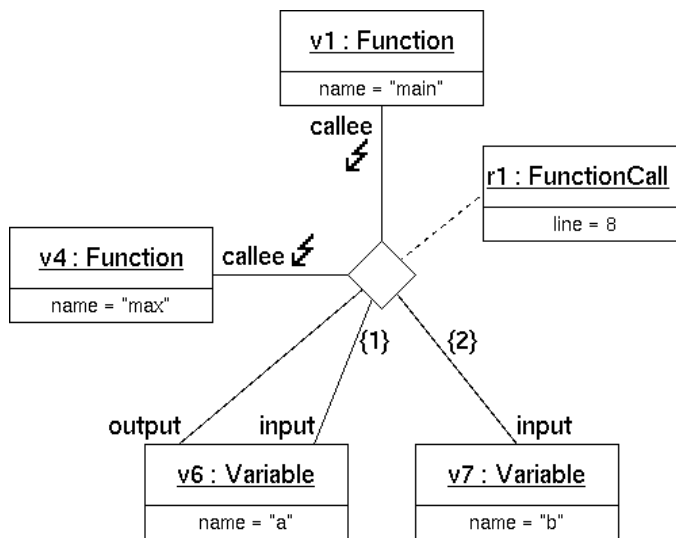 v1 : Function
name = "main"
callee
r1 : FunctionCall
line = 8
v4 : Function
name = "max"
callee
{1}
{2}
output
input
input
v6 : Variable
name = "a"
v7 : Variable
name = "b"